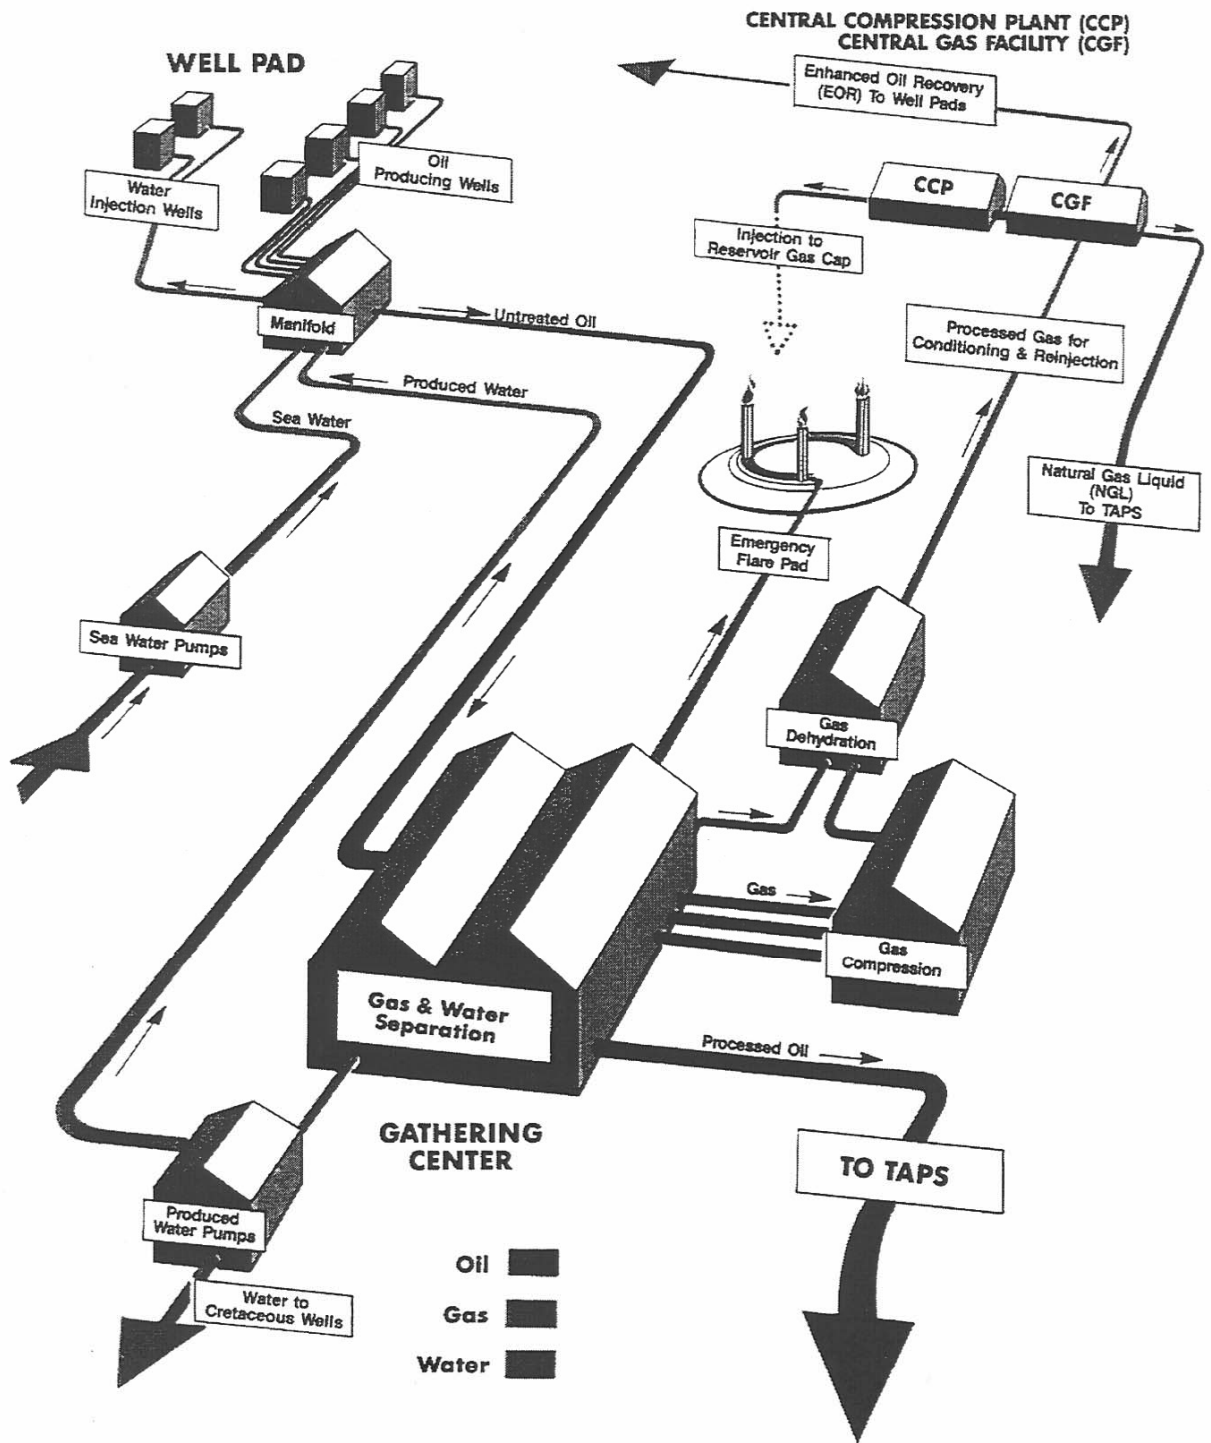 CENTRAL COMPRESSION PLANT (CCP)
CENTRAL GAS FACILITY (CGF)
WELL PAD
Enhanced Oil Recovery
(EOR) To Well Pads
Oil
Producing Wells
Water
Injection Wells
CCP
CGF
Injection to
Reservoir Gas Cap
Manifold
Untreated Oil
Processed Gas for
Conditioning & Reinjection
Produced Water
Sea Water
Natural Gas Liquid
(NGL)
To TAPS
Emergency
Flare Pad
Sea Water Pumps
Gas
Dehydration
Gas
Gas
Compression
Gas & Water
Separation
Processed Oil
GATHERING
CENTER
TO TAPS
Produced
Water Pumps
Water to
Cretaceous Wells
Oil
Gas
Water